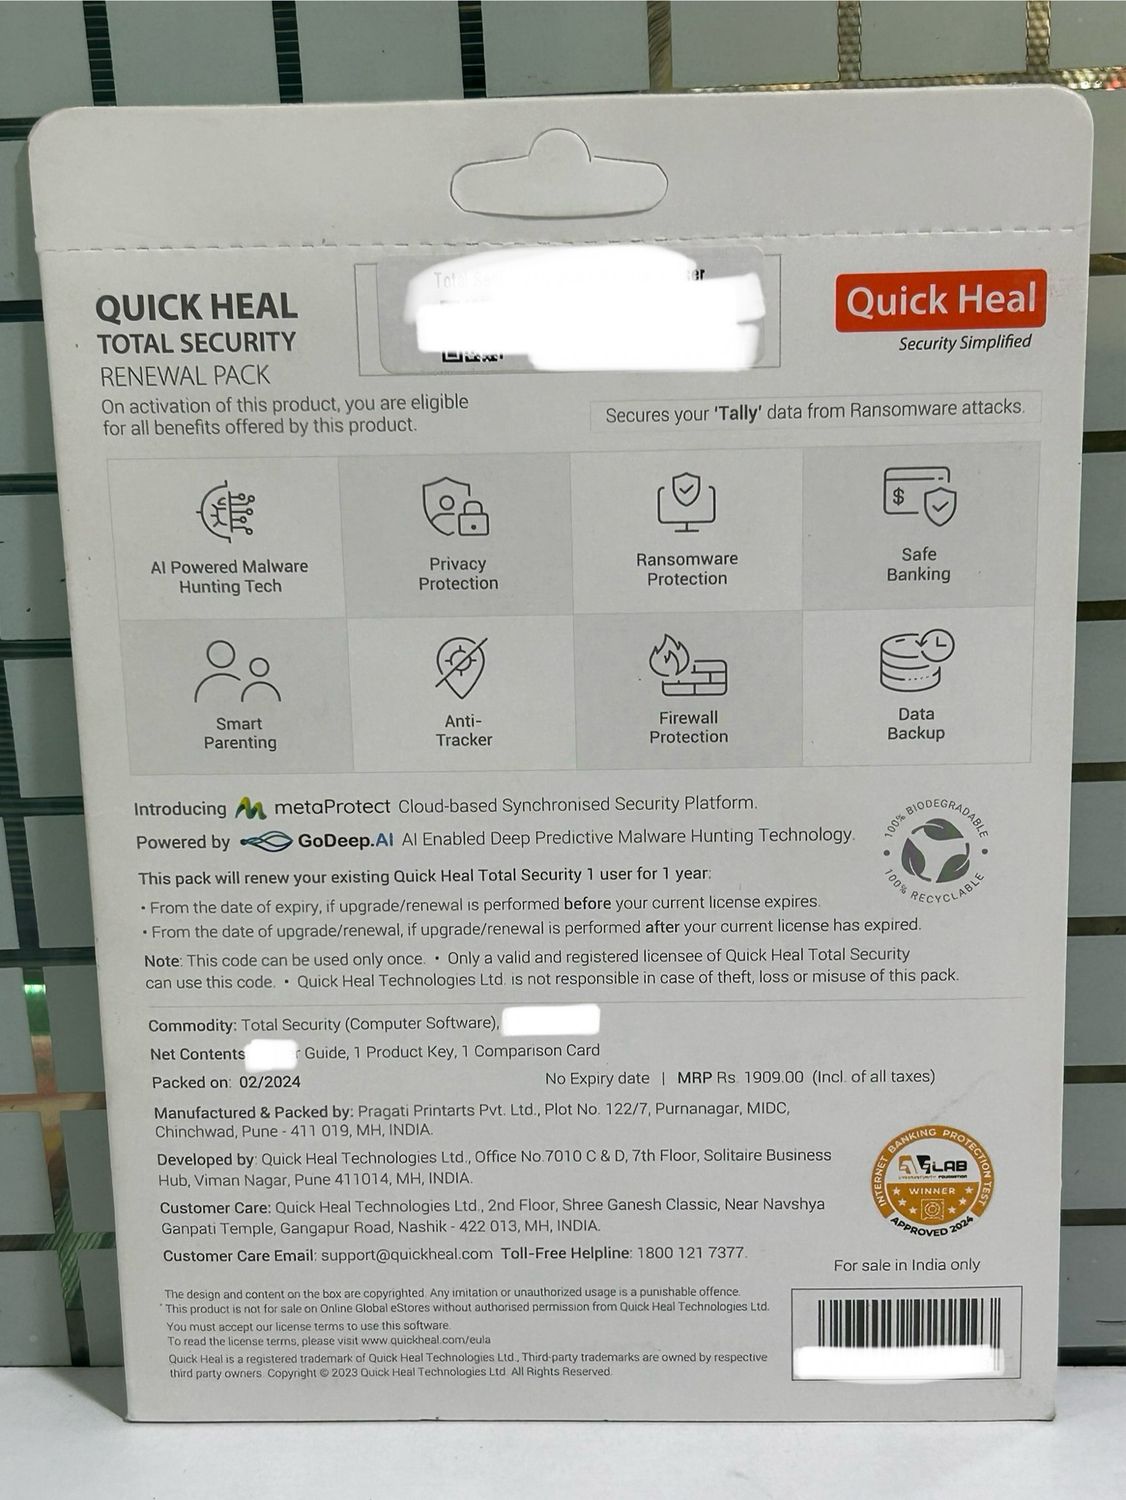 Total
er
QUICK HEAL
TOTAL SECURITY
RENEWAL PACK
Quick Heal
Security Simplified
On activation of this product, you are eligible
for all benefits offered by this product.
Secures your 'Tally' data from Ransomware attacks.
AI Powered Malware
Hunting Tech
Privacy
Protection
Ransomware
Protection
Safe
Banking
Smart
Parenting
Anti-
Tracker
Firewall
Protection
Data
Backup
Introducing metaProtect Cloud-based Synchronised Security Platform.
Powered by GoDeep.AI AI Enabled Deep Predictive Malware Hunting Technology.
100% BIODEGRADABLE
100% RECYCLABLE
This pack will renew your existing Quick Heal Total Security 1 user for 1 year:
• From the date of expiry, if upgrade/renewal is performed before your current license expires.
• From the date of upgrade/renewal, if upgrade/renewal is performed after your current license has expired.
Note: This code can be used only once. • Only a valid and registered licensee of Quick Heal Total Security
can use this code. • Quick Heal Technologies Ltd. is not responsible in case of theft, loss or misuse of this pack.
Commodity: Total Security (Computer Software),
Net Contents Guide, 1 Product Key, 1 Comparison Card
Packed on: 02/2024
No Expiry date | MRP Rs. 1909.00 (Incl. of all taxes)
Manufactured & Packed by: Pragati Printarts Pvt. Ltd., Plot No. 122/7, Purnanagar, MIDC,
Chinchwad, Pune - 411 019, MH, INDIA.
Developed by: Quick Heal Technologies Ltd., Office No.7010 C & D, 7th Floor, Solitaire Business
Hub, Viman Nagar, Pune 411014, MH, INDIA.
Customer Care: Quick Heal Technologies Ltd., 2nd Floor, Shree Ganesh Classic, Near Navshya
Ganpati Temple, Gangapur Road, Nashik - 422 013, MH, INDIA.
Customer Care Email: support@quickheal.com Toll-Free Helpline: 1800 121 7377.
INTERNET BANKING PROTECTION TEST
LAB
CYBERSECURITY FOUNDATION
WINNER
APPROVED 2024
For sale in India only
The design and content on the box are copyrighted. Any imitation or unauthorized usage is a punishable offence.
* This product is not for sale on Online Global eStores without authorised permission from Quick Heal Technologies Ltd.
You must accept our license terms to use this software.
To read the license terms, please visit www.quickheal.com/eula
Quick Heal is a registered trademark of Quick Heal Technologies Ltd., Third-party trademarks are owned by respective
third party owners. Copyright © 2023 Quick Heal Technologies Ltd. All Rights Reserved.